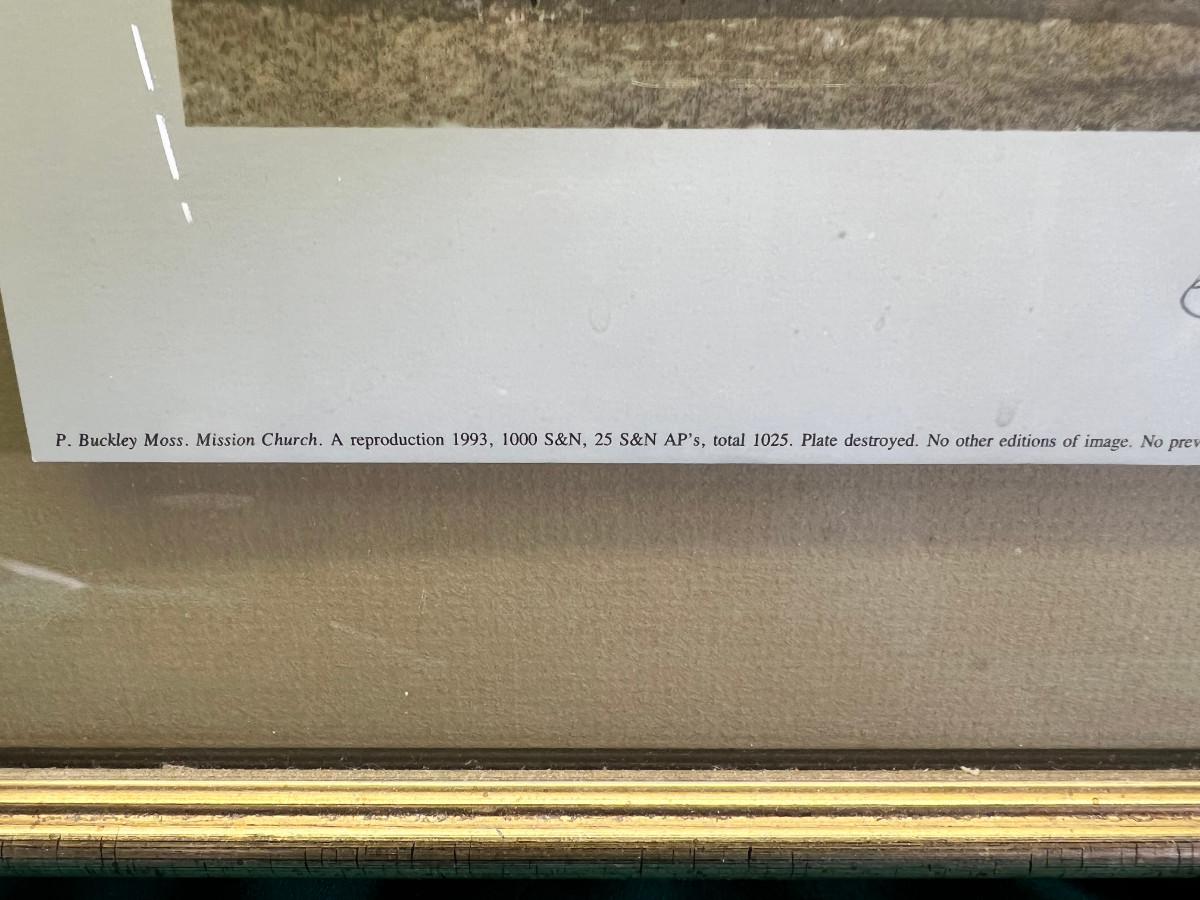 P. Buckley Moss. Mission Church. A reproduction 1993, 1000 S&N, 25 S&N AP's, total 1025. Plate destroyed. No other editions of image. No prev